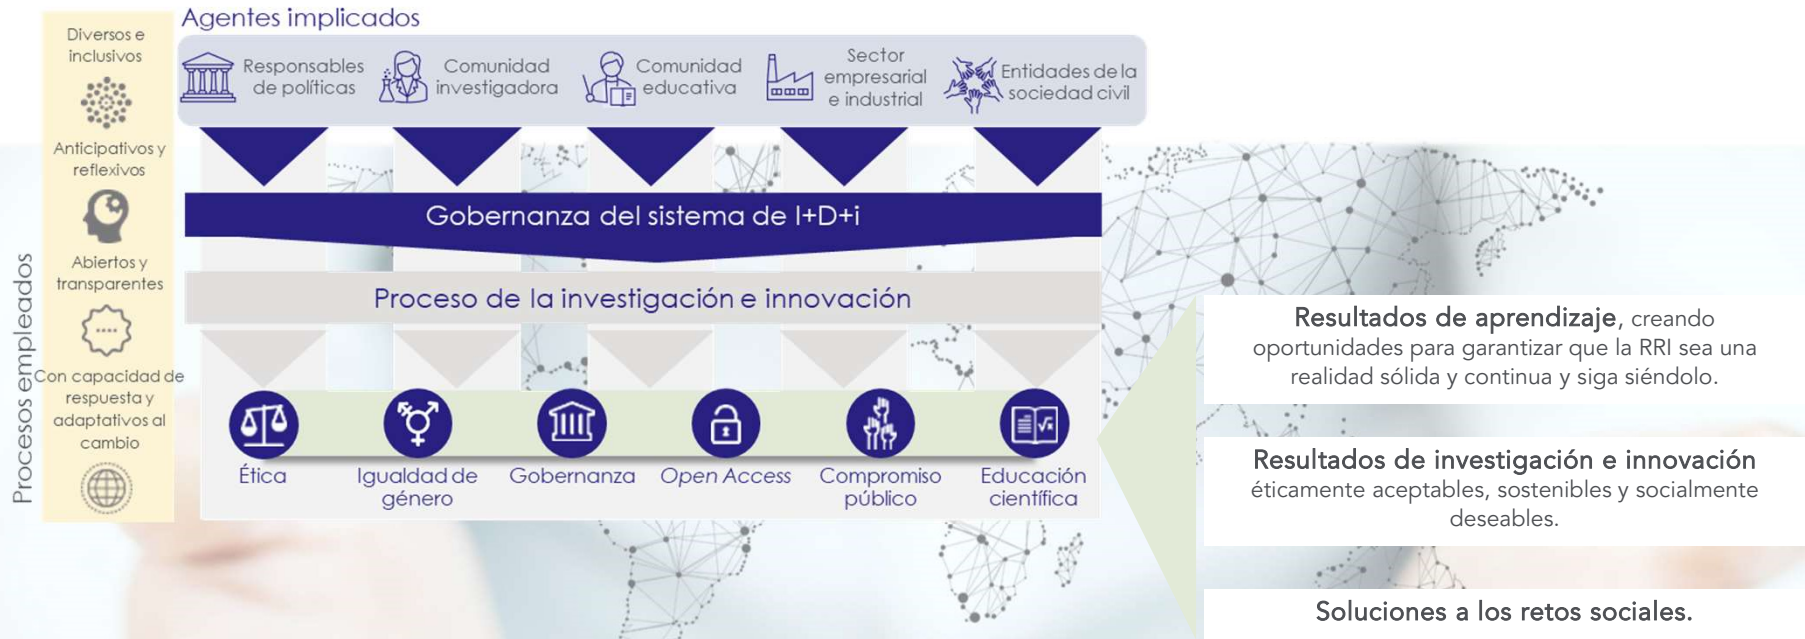 Agentes implicados
Diversos e
inclusivos
Anticipativos y
reflexivos
Abiertos y
transparentes
Con capacidad de
respuesta y
adaptativos al
cambio
Procesos empleados
Responsables
de políticas
Comunidad
investigadora
Comunidad
educativa
Sector
empresarial
e industrial
Entidades de la
sociedad civil
Gobernanza del sistema de I+D+i
Proceso de la investigación e innovación
Ética
Igualdad de
género
Gobernanza
Open Access
Compromiso
público
Educación
científica
Resultados de aprendizaje, creando
oportunidades para garantizar que la RRI sea una
realidad sólida y continua y siga siéndolo.
Resultados de investigación e innovación
éticamente aceptables, sostenibles y socialmente
deseables.
Soluciones a los retos sociales.